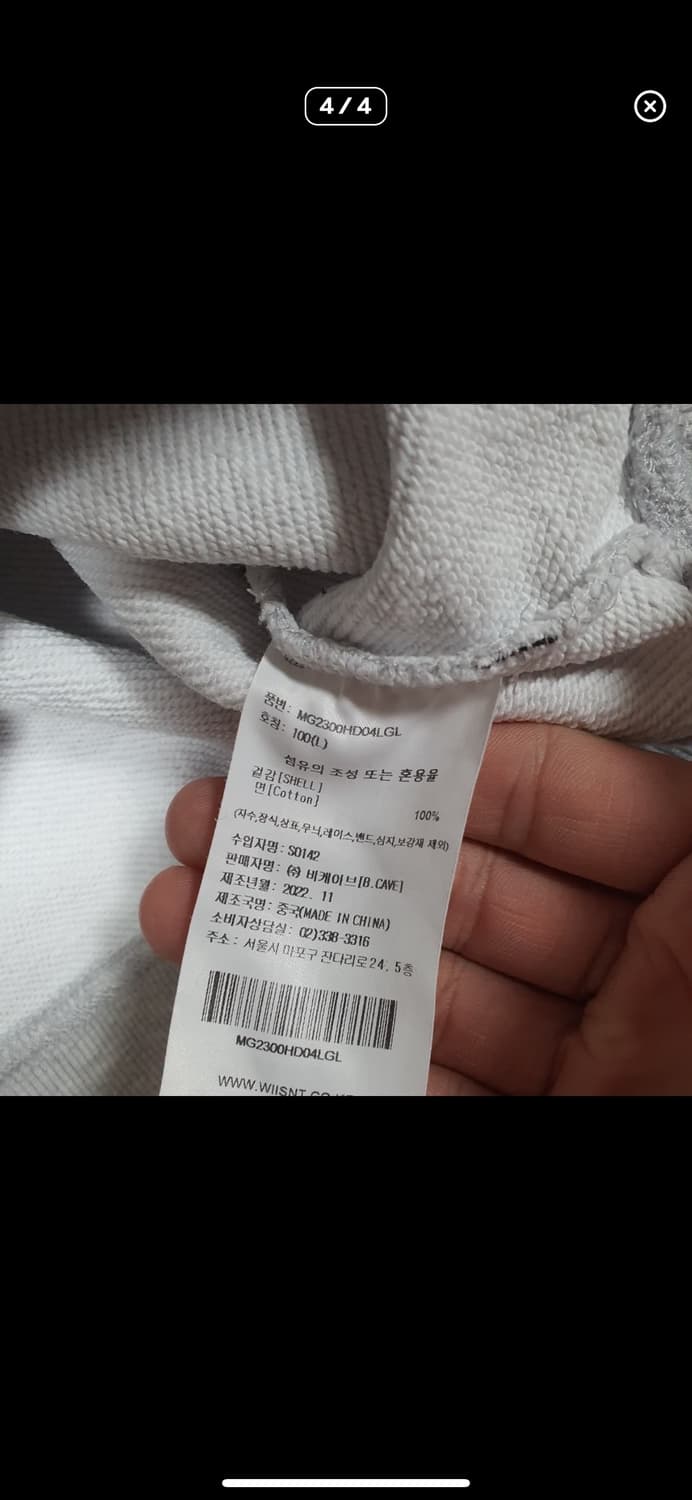 4/4
품번: MG2300HD04LGL
호칭: 100(L)
섬유의 조성 또는 혼용율
겉감[SHELL]
면[Cotton] 100%
(자수,장식,상표,무늬,레이스,밴드,심지,보강재 제외)
수입자명: S0142
판매자명: (주) 비케이브[B.CAVE]
제조년월: 2022. 11
제조국명: 중국(MADE IN CHINA)
소비자상담실: 02)338-3316
주소: 서울시 마포구 잔다리로24, 5층
MG2300HD04LGL